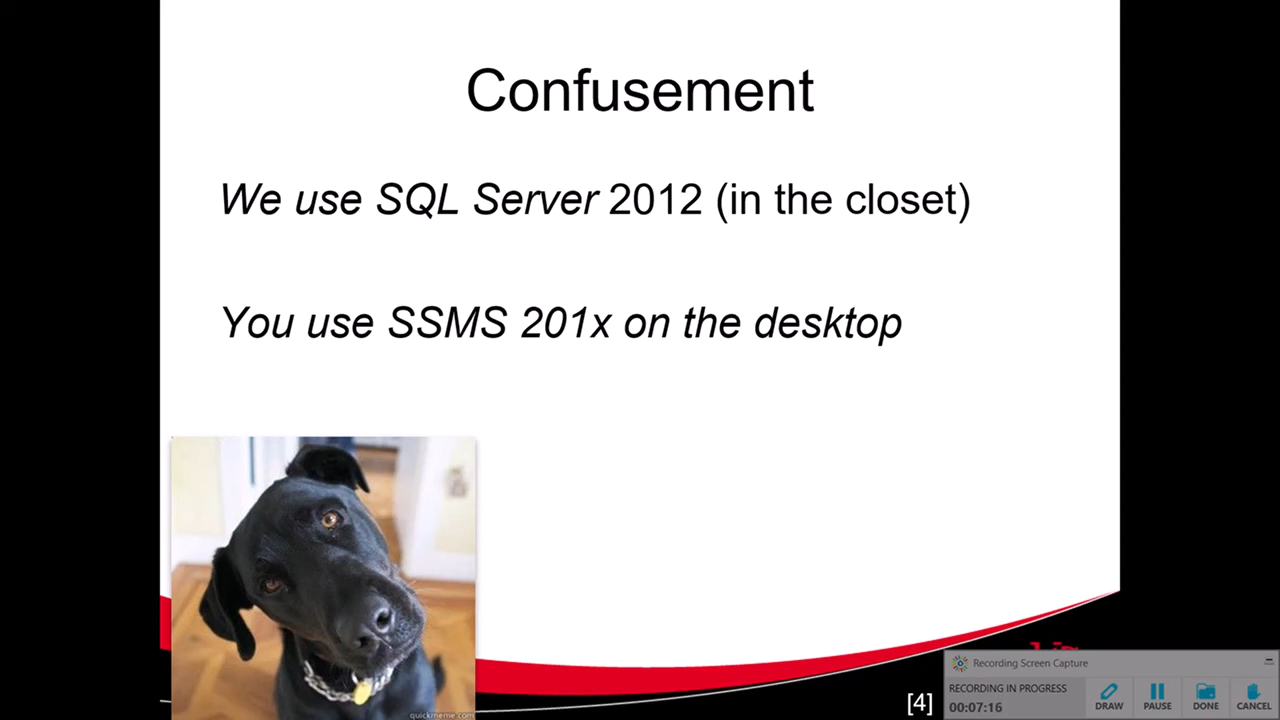 Confusement
We use SQL Server 2012 (in the closet)
You use SSMS 201x on the desktop
quickmeme.com
[4]
Recording Screen Capture
RECORDING IN PROGRESS
00:07:16
DRAW
PAUSE
DONE
CANCEL